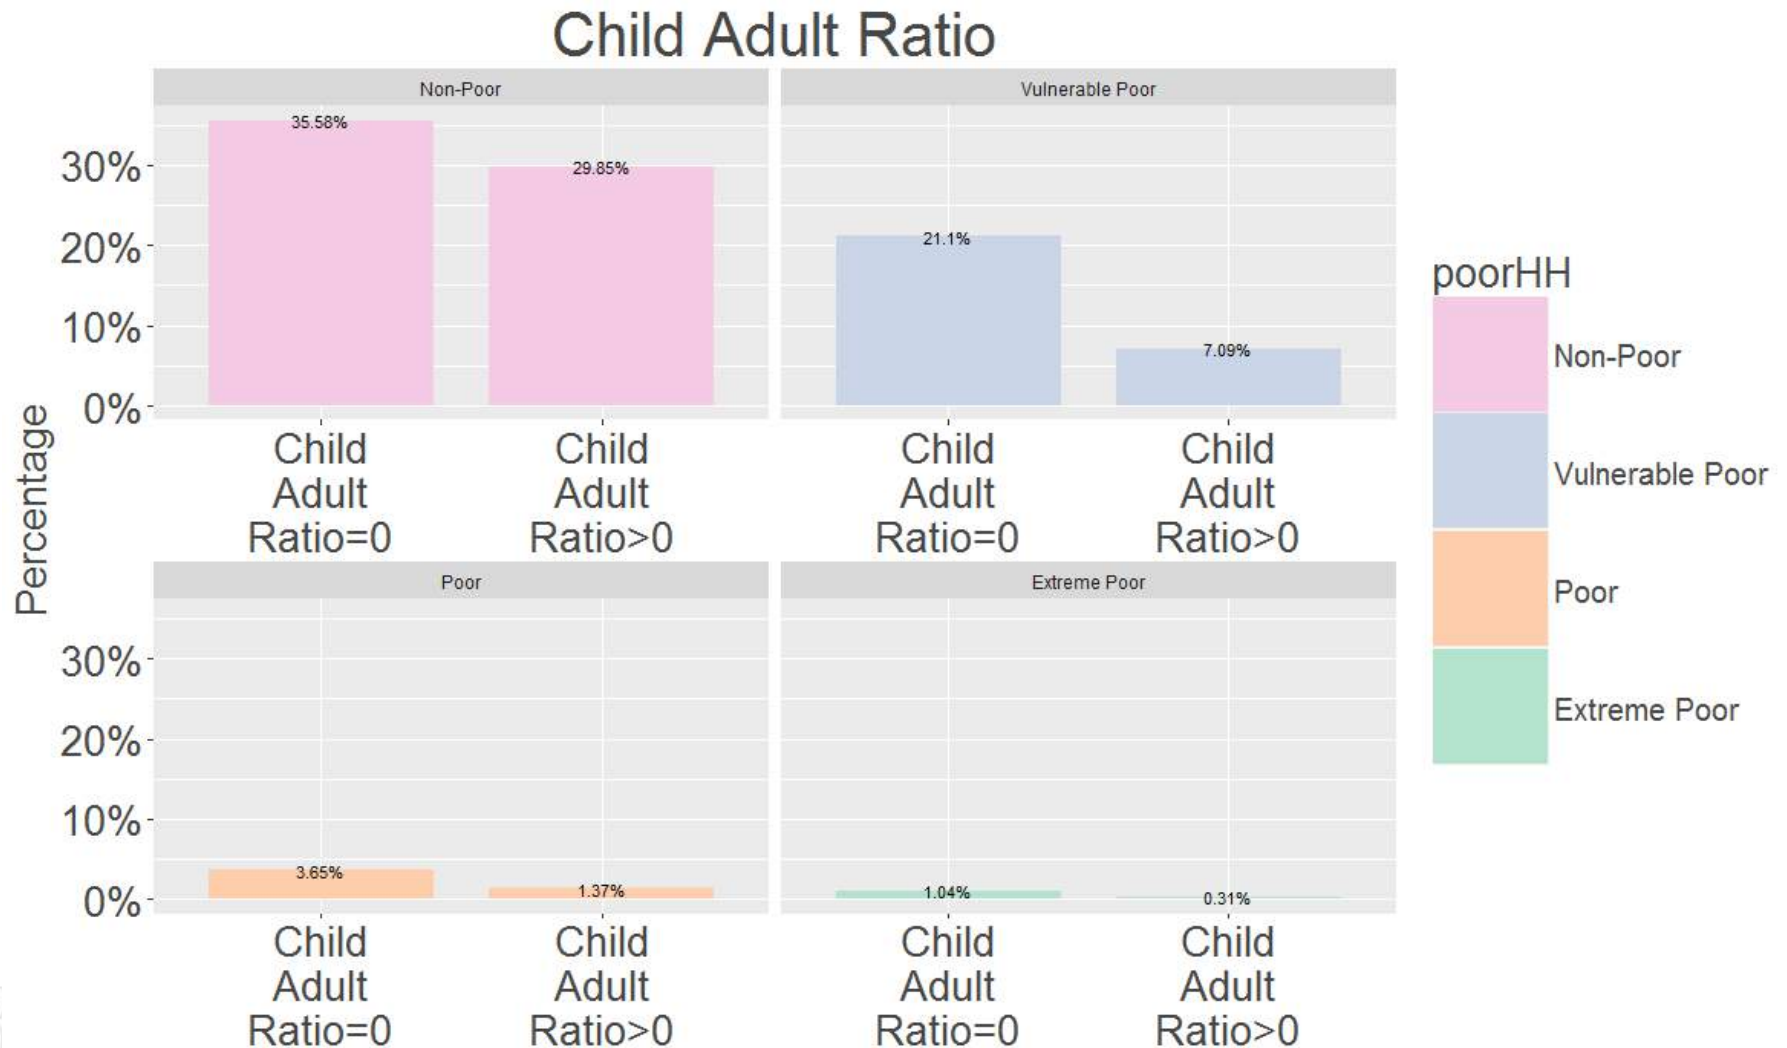 Child Adult Ratio
Non-Poor
Vulnerable Poor
35.58%
29.85%
21.1%
7.09%
30%
20%
10%
0%
Child
Adult
Ratio=0
Child
Adult
Ratio>0
Child
Adult
Ratio=0
Child
Adult
Ratio>0
Percentage
Poor
Extreme Poor
30%
20%
10%
0%
3.65%
1.37%
1.04%
0.31%
Child
Adult
Ratio=0
Child
Adult
Ratio>0
Child
Adult
Ratio=0
Child
Adult
Ratio>0
poorHH
Non-Poor
Vulnerable Poor
Poor
Extreme Poor